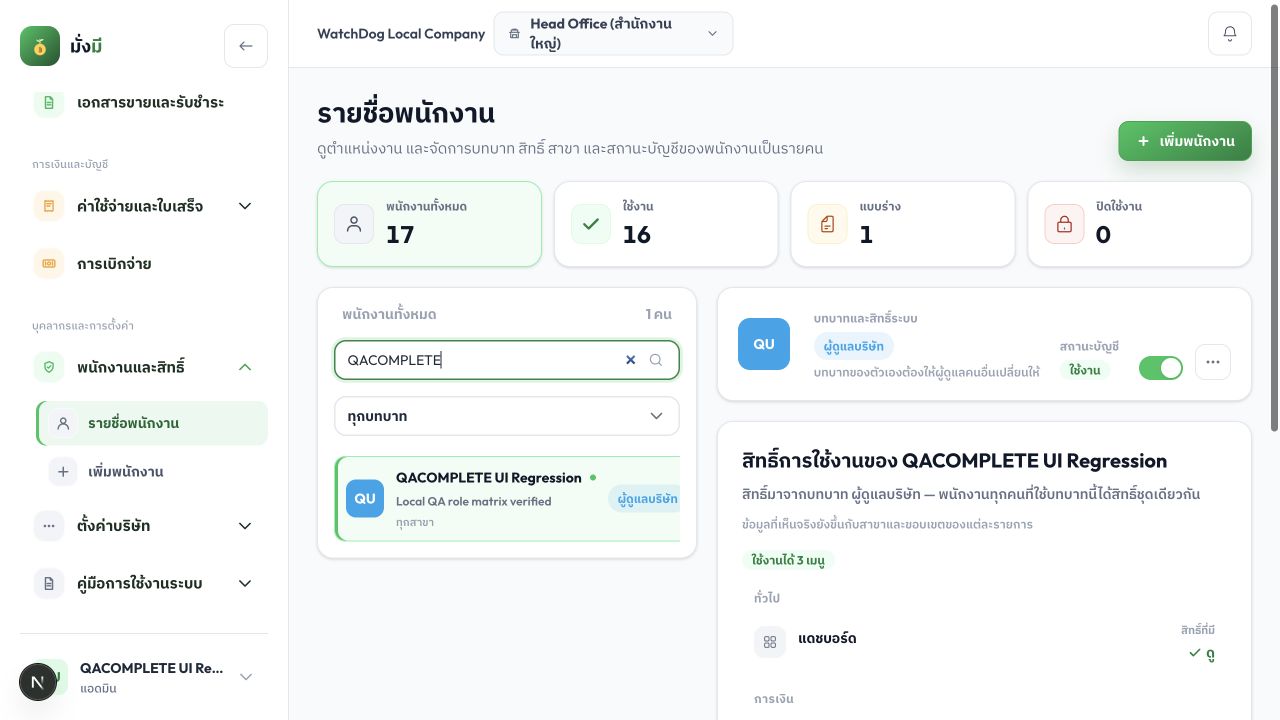 มั่งมี
เอกสารขายและรับชำระ
การเงินและบัญชี
ค่าใช้จ่ายและใบเสร็จ
การเบิกจ่าย
บุคลากรและการตั้งค่า
พนักงานและสิทธิ์
รายชื่อพนักงาน
เพิ่มพนักงาน
ตั้งค่าบริษัท
คู่มือการใช้งานระบบ
QACOMPLETE UI Re...
แอดมิน
N
WatchDog Local Company
Head Office (สำนักงาน
ใหญ่)
รายชื่อพนักงาน
ดูตำแหน่งงาน และจัดการบทบาท สิทธิ์ สาขา และสถานะบัญชีของพนักงานเป็นรายคน
เพิ่มพนักงาน
พนักงานทั้งหมด
17
ใช้งาน
16
แบบร่าง
1
ปิดใช้งาน
0
พนักงานทั้งหมด
1 คน
QACOMPLETE
ทุกบทบาท
QU
QACOMPLETE UI Regression
Local QA role matrix verified
ทุกสาขา
ผู้ดูแลบริษัท
QU
บทบาทและสิทธิ์ระบบ
ผู้ดูแลบริษัท
บทบาทของตัวเองต้องให้ผู้ดูแลคนอื่นเปลี่ยนให้
สถานะบัญชี
ใช้งาน
สิทธิ์การใช้งานของ QACOMPLETE UI Regression
สิทธิ์มาจากบทบาท ผู้ดูแลบริษัท — พนักงานทุกคนที่ใช้บทบาทนี้ได้สิทธิ์ชุดเดียวกัน
ข้อมูลที่เห็นจริงยังขึ้นกับสาขาและขอบเขตของแต่ละรายการ
ใช้งานได้ 3 เมนู
ทั่วไป
แดชบอร์ด
สิทธิ์ที่มี
ดู
การเงิน